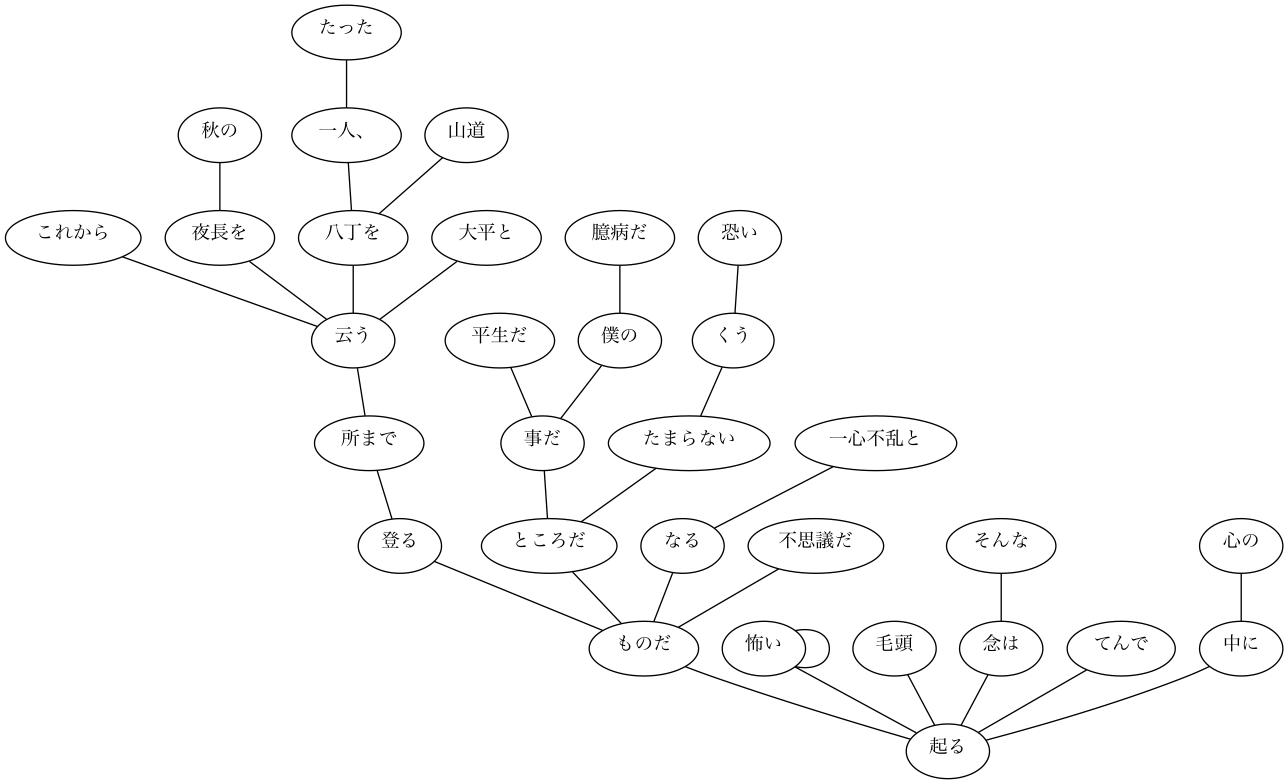 たった
秋の
一人、
山道
これから
夜長を
八丁を
大平と
臆病だ
恐い
云う
平生だ
僕の
くう
所まで
事だ
たまらない
一心不乱と
登る
ところだ
なる
不思議だ
そんな
心の
ものだ
怖い
毛頭
念は
てんで
中に
起る